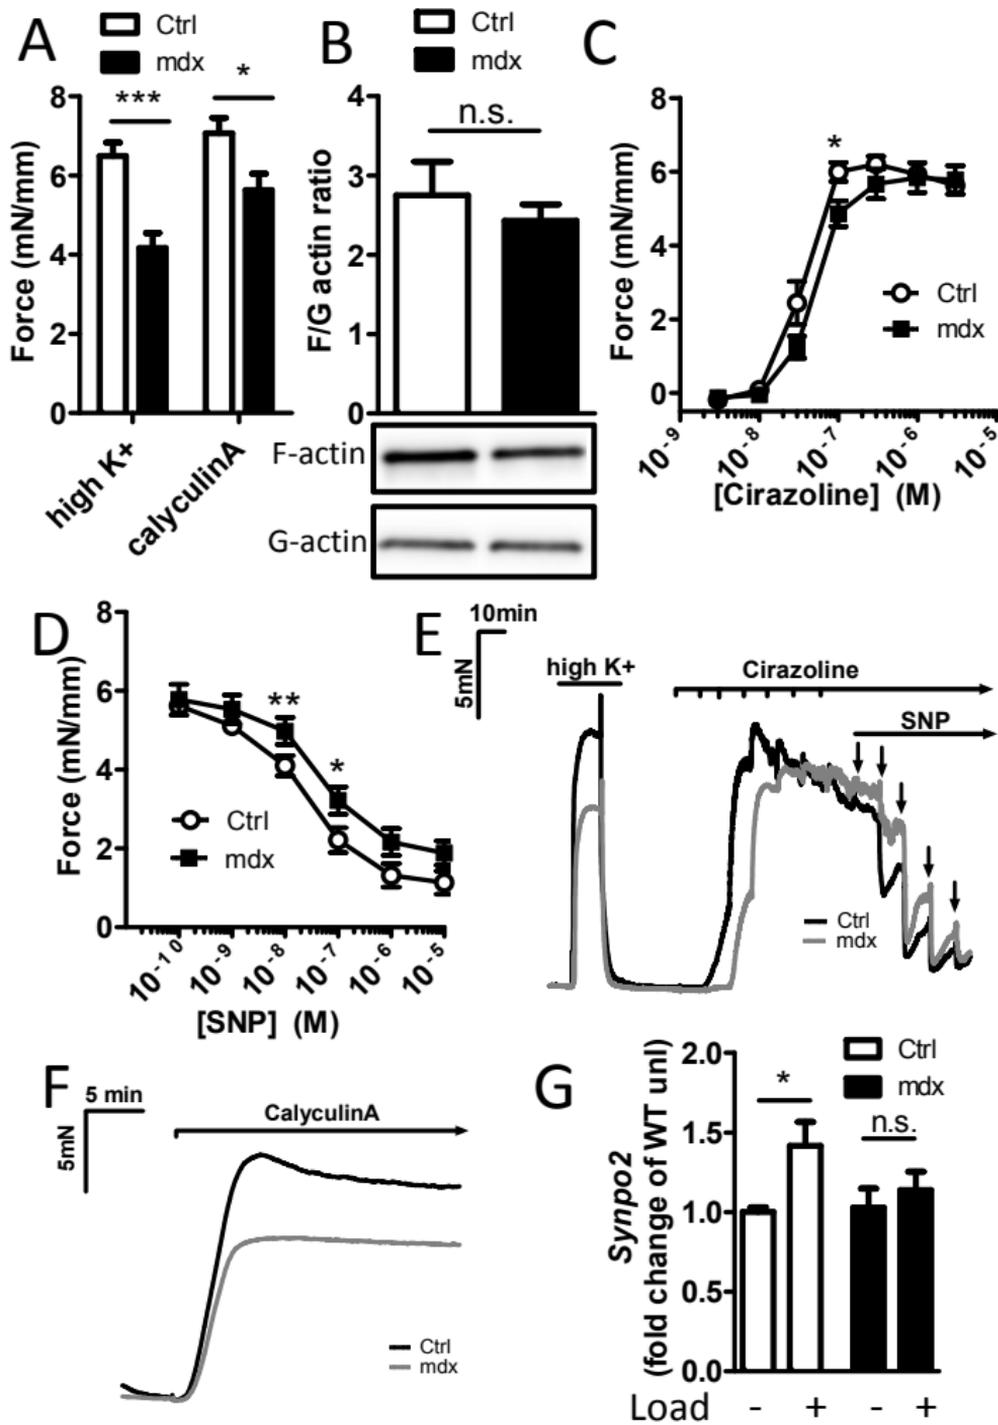 A
Ctrl
mdx
***
*
8
6
4
2
0
Force (mN/mm)
high K+
calyculinA
B
Ctrl
mdx
n.s.
4
3
2
1
0
F/G actin ratio
F-actin
G-actin
C
*
8
6
4
2
0
Force (mN/mm)
Ctrl
mdx
10-9
10-8
10-7
10-6
10-5
[Cirazoline] (M)
D
8
6
4
2
0
Force (mN/mm)
**
*
Ctrl
mdx
10-10
10-9
10-8
10-7
10-6
10-5
[SNP] (M)
E
10min
5mN
high K+
Cirazoline
SNP
Ctrl
mdx
F
5 min
5mN
CalyculinA
Ctrl
mdx
G
Ctrl
mdx
*
n.s.
2.0
1.5
1.0
0.5
0.0
Synpo2
(fold change of WT unl)
Load - + - +